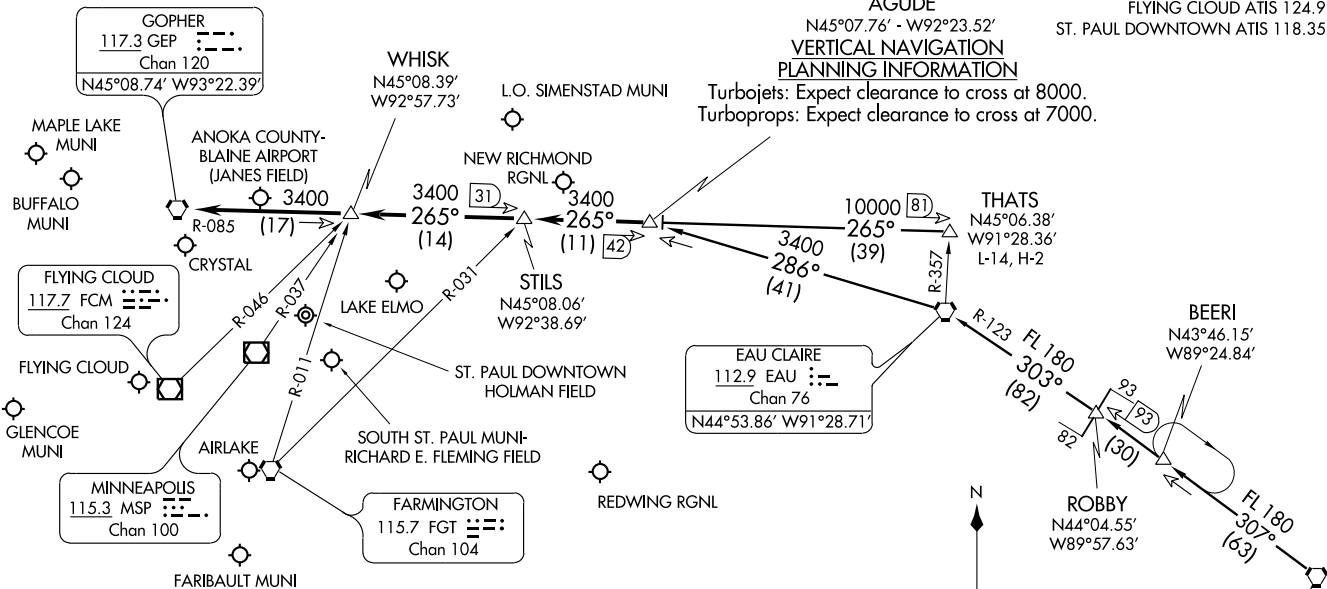 AGUDE
N45°07.76' - W92°23.52'
VERTICAL NAVIGATION
PLANNING INFORMATION
Turbojets: Expect clearance to cross at 8000.
Turboprops: Expect clearance to cross at 7000.
FLYING CLOUD ATIS 124.9
ST. PAUL DOWNTOWN ATIS 118.35
GOPHER
117.3 GEP
Chan 120
N45°08.74' W93°22.39'
WHISK
N45°08.39'
W92°57.73'
L.O. SIMENSTAD MUNI
MAPLE LAKE
MUNI
BUFFALO
MUNI
ANOKA COUNTY-
BLAINE AIRPORT
(JANES FIELD)
NEW RICHMOND
RGNL
R-085
3400
(17)
3400
265°
(14)
31
3400
265°
(11)
42
10000
265°
(39)
81
THATS
N45°06.38'
W91°28.36'
L-14, H-2
3400
286°
(41)
R-357
CRYSTAL
FLYING CLOUD
117.7 FCM
Chan 124
R-046
R-037
R-011
R-031
LAKE ELMO
STILS
N45°08.06'
W92°38.69'
FLYING CLOUD
ST. PAUL DOWNTOWN
HOLMAN FIELD
EAU CLAIRE
112.9 EAU
Chan 76
N44°53.86' W91°28.71'
R-123
FL 180
303°
(82)
BEERI
N43°46.15'
W89°24.84'
93
93
82
(30)
GLENCOE
MUNI
AIRLAKE
SOUTH ST. PAUL MUNI-
RICHARD E. FLEMING FIELD
REDWING RGNL
MINNEAPOLIS
115.3 MSP
Chan 100
FARMINGTON
115.7 FGT
Chan 104
N
ROBBY
N44°04.55'
W89°57.63'
FL 180
307°
(63)
FARIBAULT MUNI